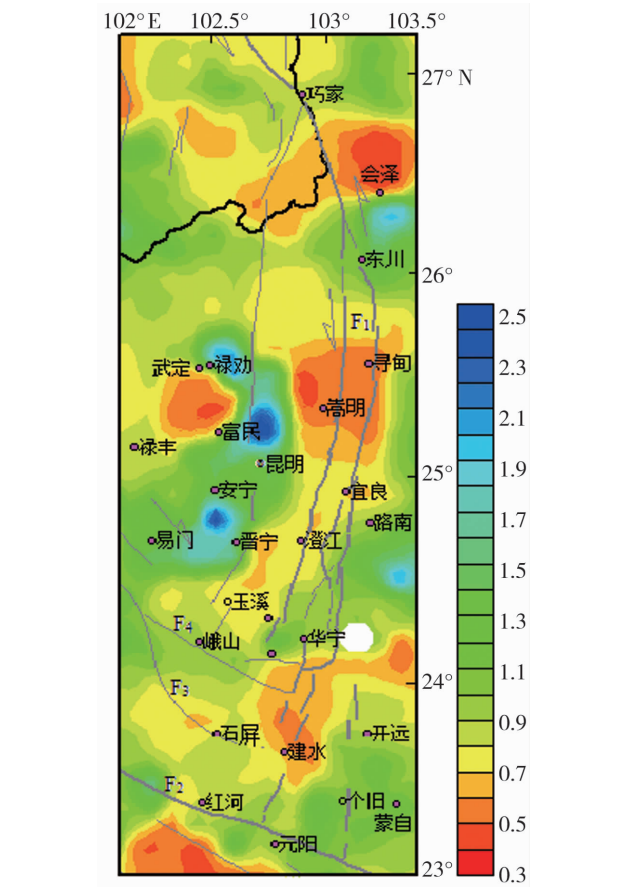 102° E 102.5° 103° 103.5°
27° N
巧家
会泽
东川
26°
F1
武定 禄劝 寻甸
嵩明
富民
禄丰
昆明
25°
安宁 宜良
路南
易门 晋宁 澄江
玉溪
F4
峨山 华宁
24°
F3
石屏 开远
建水
F2
红河 个旧
蒙自
元阳
23°
2.5
2.3
2.1
1.9
1.7
1.5
1.3
1.1
0.9
0.7
0.5
0.3